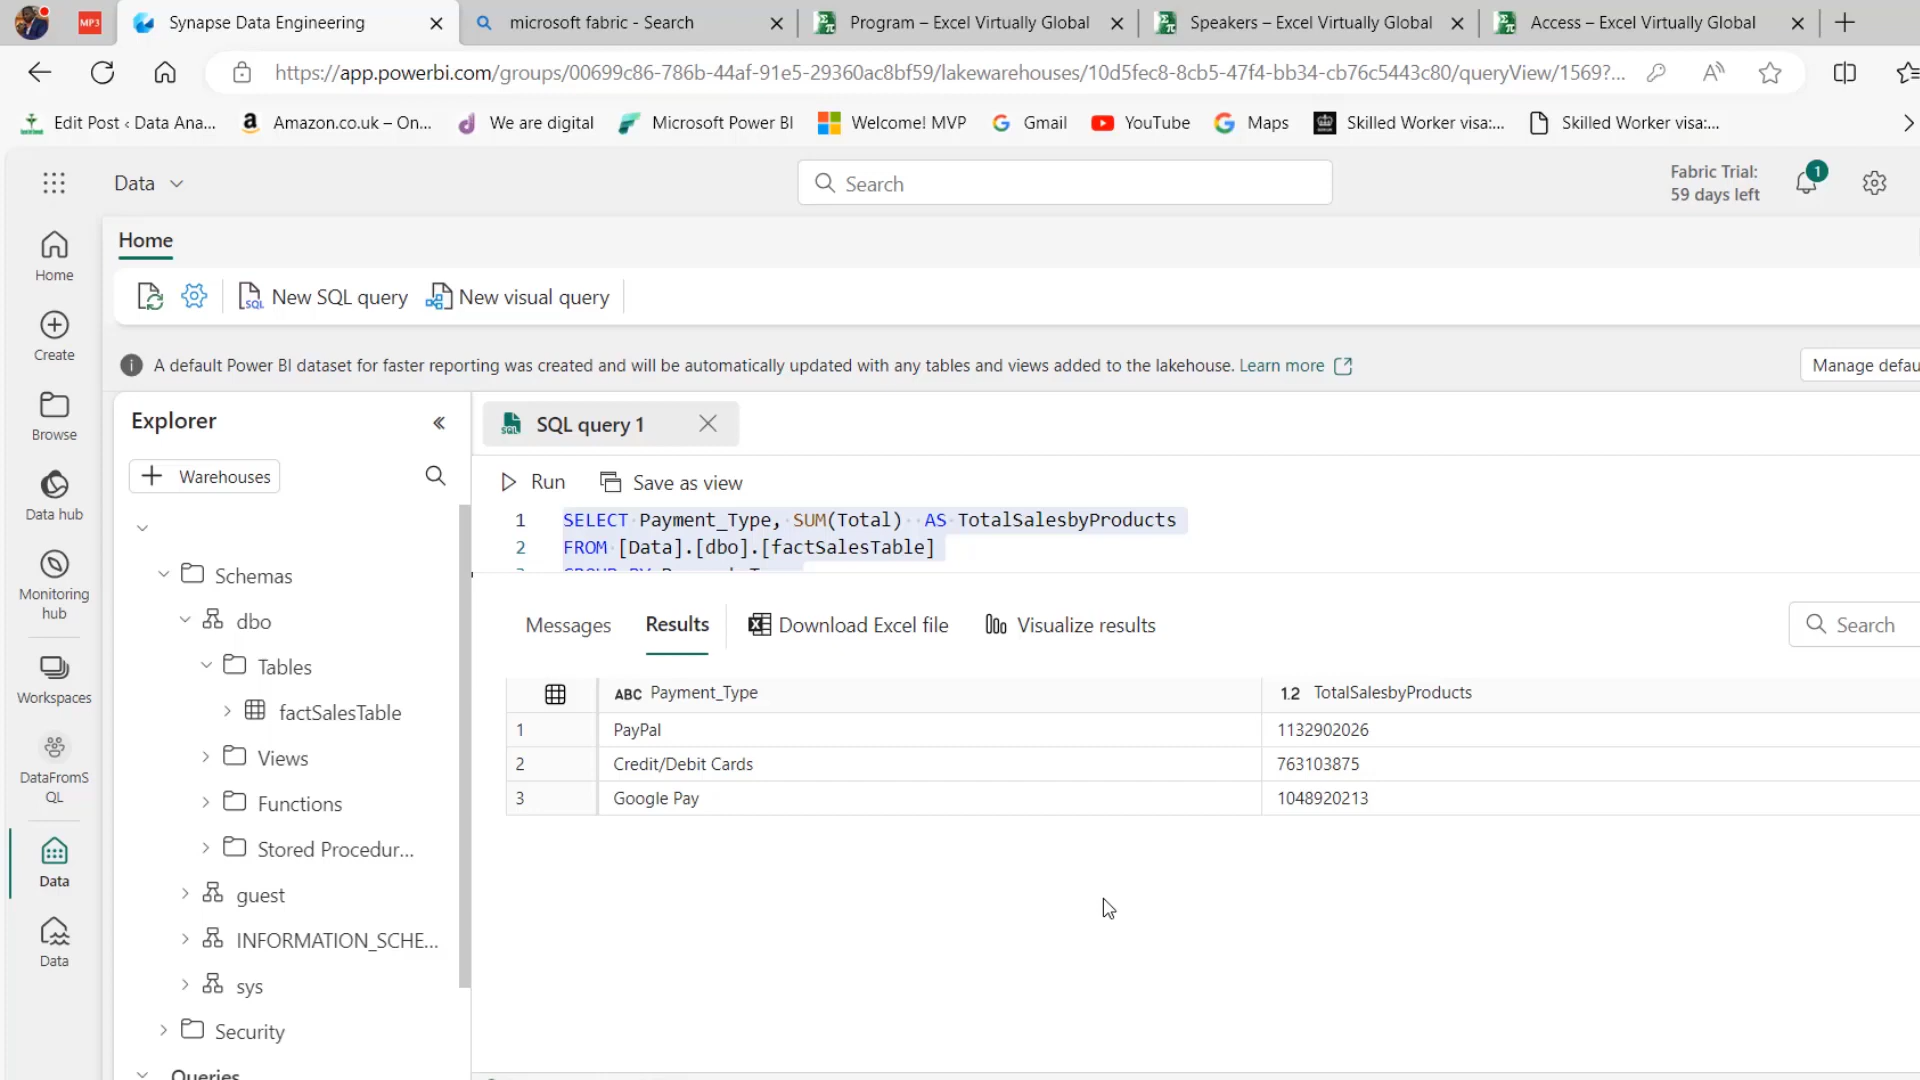 MP3
Synapse Data Engineering
microsoft fabric - Search
Program – Excel Virtually Global
Speakers – Excel Virtually Global
Access – Excel Virtually Global
https://app.powerbi.com/groups/00699c86-786b-44af-91e5-29360ac8bf59/lakewarehouses/10d5fec8-8cb5-47f4-bb34-cb76c5443c80/queryView/1569?...
Edit Post ‹ Data Ana...
Amazon.co.uk – On...
We are digital
Microsoft Power BI
Welcome! MVP
Gmail
YouTube
Maps
Skilled Worker visa:...
Skilled Worker visa:...
Data
Search
Fabric Trial:
59 days left
1
Home
New SQL query
New visual query
A default Power BI dataset for faster reporting was created and will be automatically updated with any tables and views added to the lakehouse. Learn more
Manage defau
Home
Create
Browse
Data hub
Monitoring
hub
Workspaces
DataFromS
QL
Data
Data
Explorer
Warehouses
Schemas
dbo
Tables
factSalesTable
Views
Functions
Stored Procedur...
guest
INFORMATION_SCHE...
sys
Security
Queries
SQL query 1
Run
Save as view
1 SELECT Payment_Type, SUM(Total) AS TotalSalesbyProducts
2 FROM [Data].[dbo].[factSalesTable]
Messages
Results
Download Excel file
Visualize results
Search
ABC Payment_Type
1.2 TotalSalesbyProducts
1 PayPal 1132902026
2 Credit/Debit Cards 763103875
3 Google Pay 1048920213